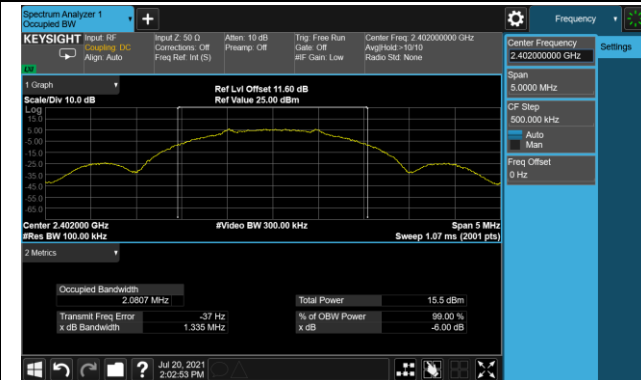 Spectrum Analyzer 1
Occupied BW
+
Frequency
KEYSIGHT
Input: RF
Coupling: DC
Align: Auto
Input Z: 50 Ω
Corrections: Off
Freq Ref: Int (S)
Atten: 10 dB
Preamp: Off
Trig: Free Run
Gate: Off
#IF Gain: Low
Center Freq: 2.402000000 GHz
Avg|Hold:>10/10
Radio Std: None
Center Frequency
2.402000000 GHz
Settings
Span
5.0000 MHz
CF Step
500.000 kHz
Auto
Man
Freq Offset
0 Hz
1 Graph
Scale/Div 10.0 dB
Ref Lvl Offset 11.60 dB
Ref Value 25.00 dBm
Log
15.0
5.00
-5.00
-15.0
-25.0
-35.0
-45.0
-55.0
-65.0
Center 2.402000 GHz
#Res BW 100.00 kHz
#Video BW 300.00 kHz
Span 5 MHz
Sweep 1.07 ms (2001 pts)
2 Metrics
Occupied Bandwidth
2.0807 MHz
Total Power
15.5 dBm
Transmit Freq Error
-37 Hz
% of OBW Power
99.00 %
x dB Bandwidth
1.335 MHz
x dB
-6.00 dB
?
Jul 20, 2021
2:02:53 PM